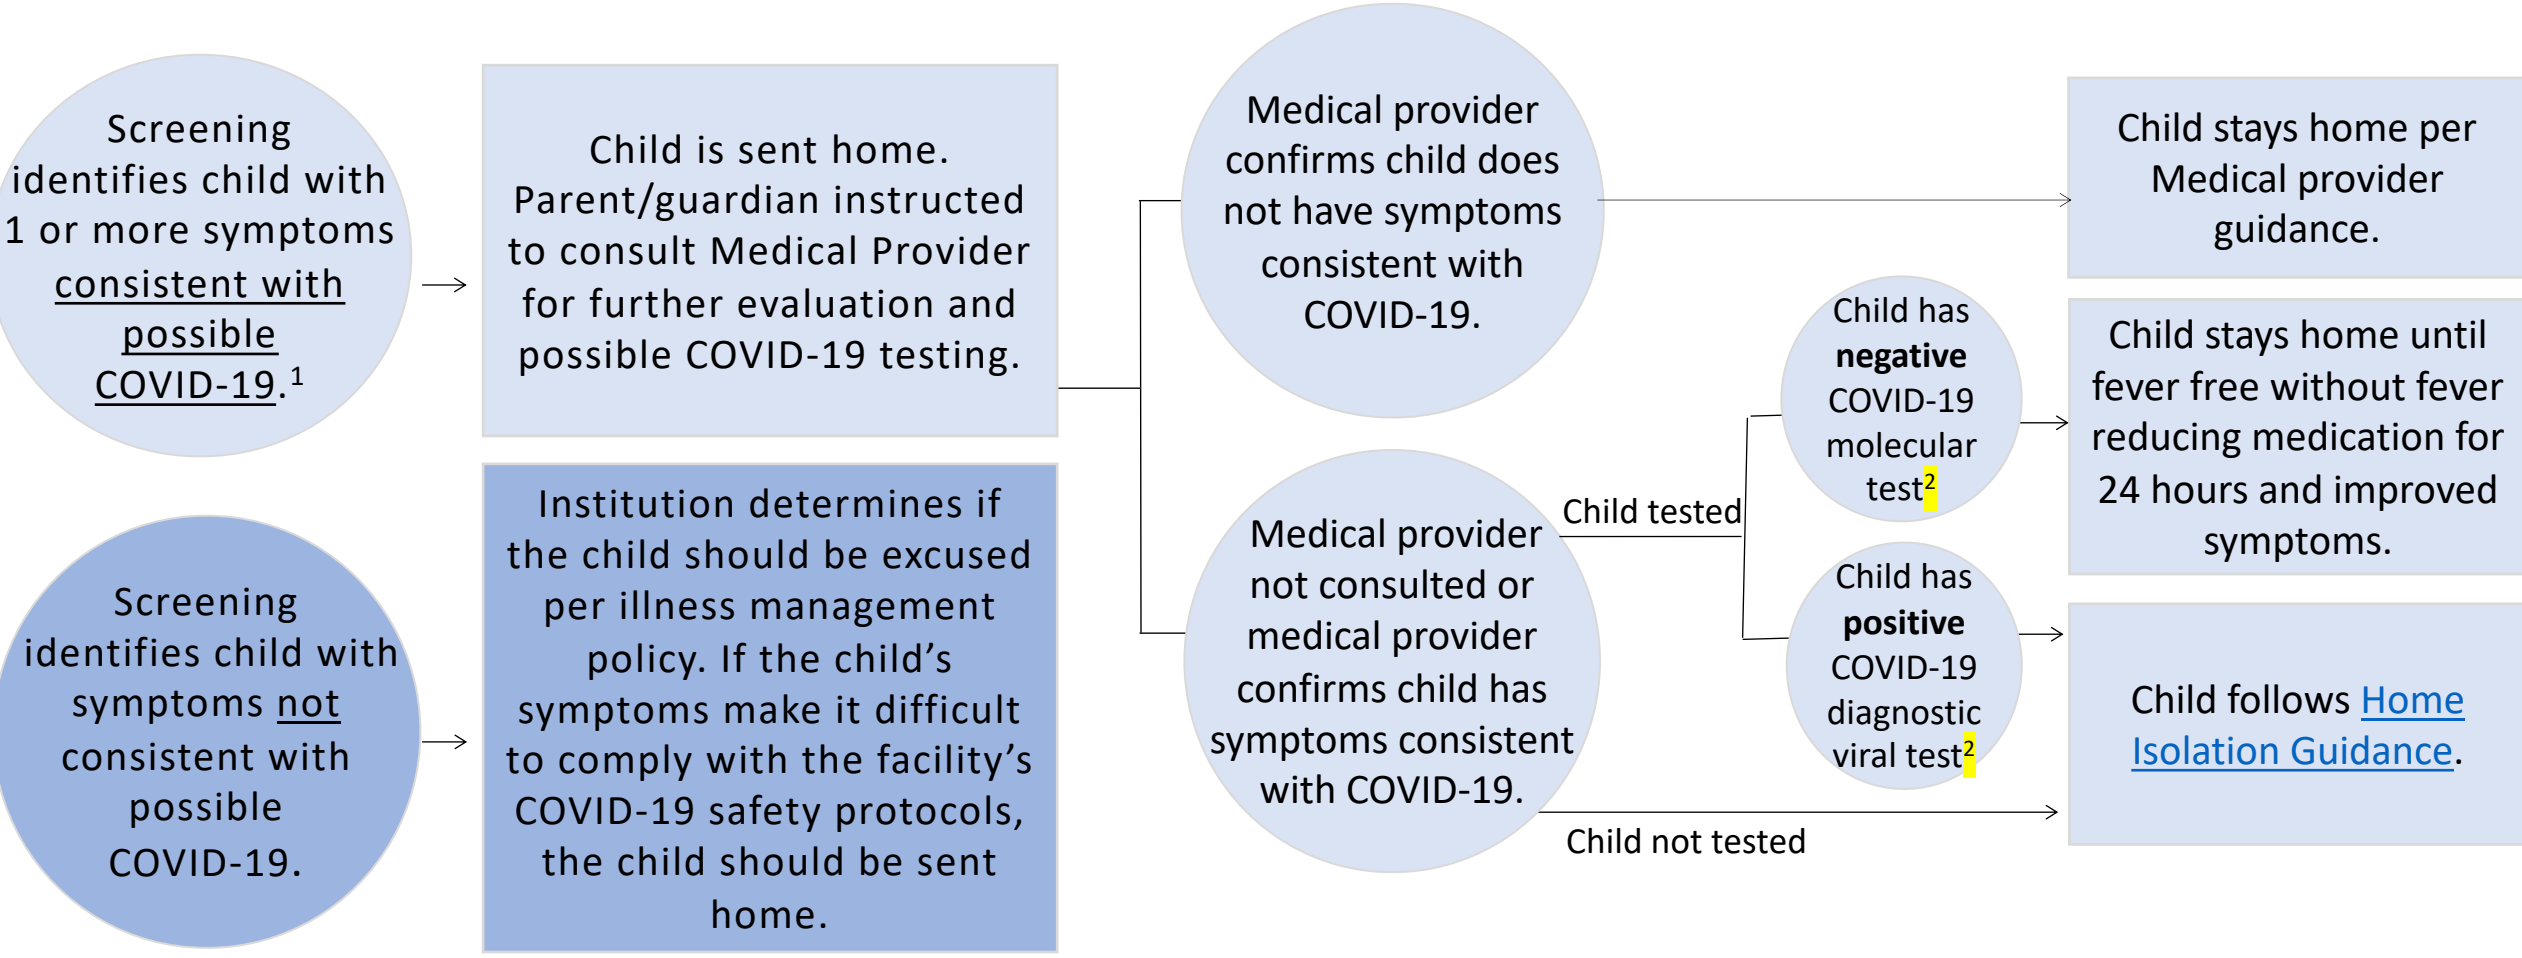 Screening
identifies child with
1 or more symptoms
consistent with
possible
COVID-19.¹
Child is sent home.
Parent/guardian instructed
to consult Medical Provider
for further evaluation and
possible COVID-19 testing.
Medical provider
confirms child does
not have symptoms
consistent with
COVID-19.
Child stays home per
Medical provider
guidance.
Screening
identifies child with
symptoms not
consistent with
possible
COVID-19.
Institution determines if
the child should be excused
per illness management
policy. If the child’s
symptoms make it difficult
to comply with the facility’s
COVID-19 safety protocols,
the child should be sent
home.
Medical provider
not consulted or
medical provider
confirms child has
symptoms consistent
with COVID-19.
Child tested
Child has
negative
COVID-19
molecular
test²
Child stays home until
fever free without fever
reducing medication for
24 hours and improved
symptoms.
Child has
positive
COVID-19
diagnostic
viral test²
Child follows Home
Isolation Guidance.
Child not tested